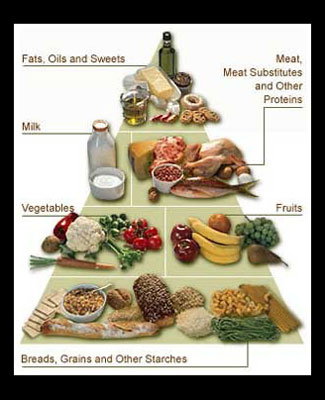 Fats, Oils and Sweets
Meat,
Meat Substitutes
and Other
Proteins
Milk
Vegetables
Fruits
Breads, Grains and Other Starches